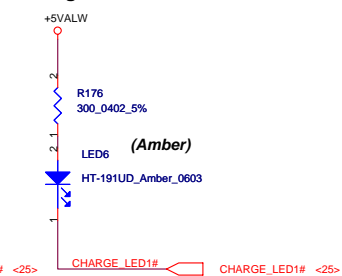 +5VALW
2
R176
300_0402_5%
1
2
(Amber)
LED6
HT-191UD_Amber_0603
1
CHARGE_LED1#
# <25>
CHARGE_LED1# <25>